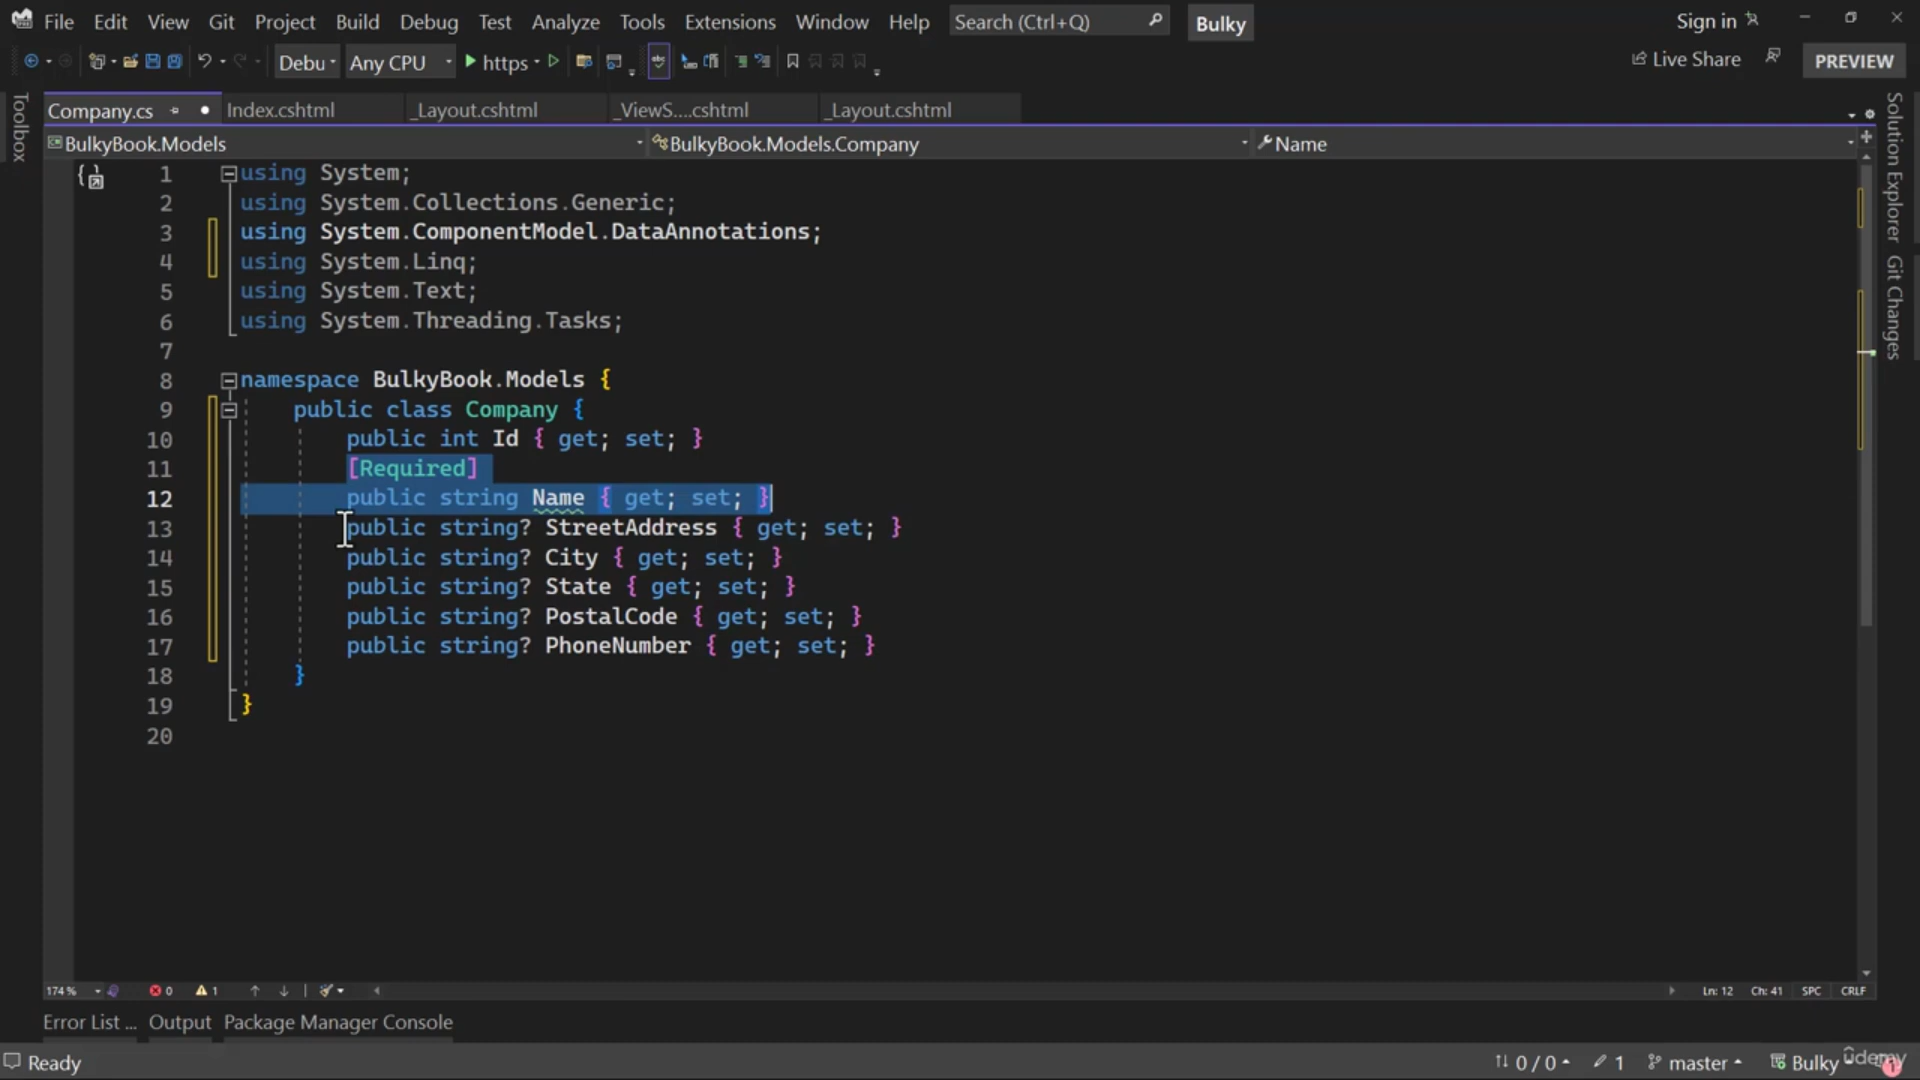 File Edit View Git Project Build Debug Test Analyze Tools Extensions Window Help Search (Ctrl+Q) Bulky Sign in
Debu Any CPU https Live Share PREVIEW
Toolbox
Company.cs Index.cshtml _Layout.cshtml _ViewS....cshtml _Layout.cshtml
BulkyBook.Models BulkyBook.Models.Company Name
1 using System;
2 using System.Collections.Generic;
3 using System.ComponentModel.DataAnnotations;
4 using System.Linq;
5 using System.Text;
6 using System.Threading.Tasks;
7
8 namespace BulkyBook.Models {
9 public class Company {
10 public int Id { get; set; }
11 [Required]
12 public string Name { get; set; }
13 public string? StreetAddress { get; set; }
14 public string? City { get; set; }
15 public string? State { get; set; }
16 public string? PostalCode { get; set; }
17 public string? PhoneNumber { get; set; }
18 }
19 }
20
Solution Explorer
Git Changes
174 % 0 1 Ln: 12 Ch: 41 SPC CRLF
Error List ... Output Package Manager Console
Ready 0 / 0 1 master Bulky 1
udemy